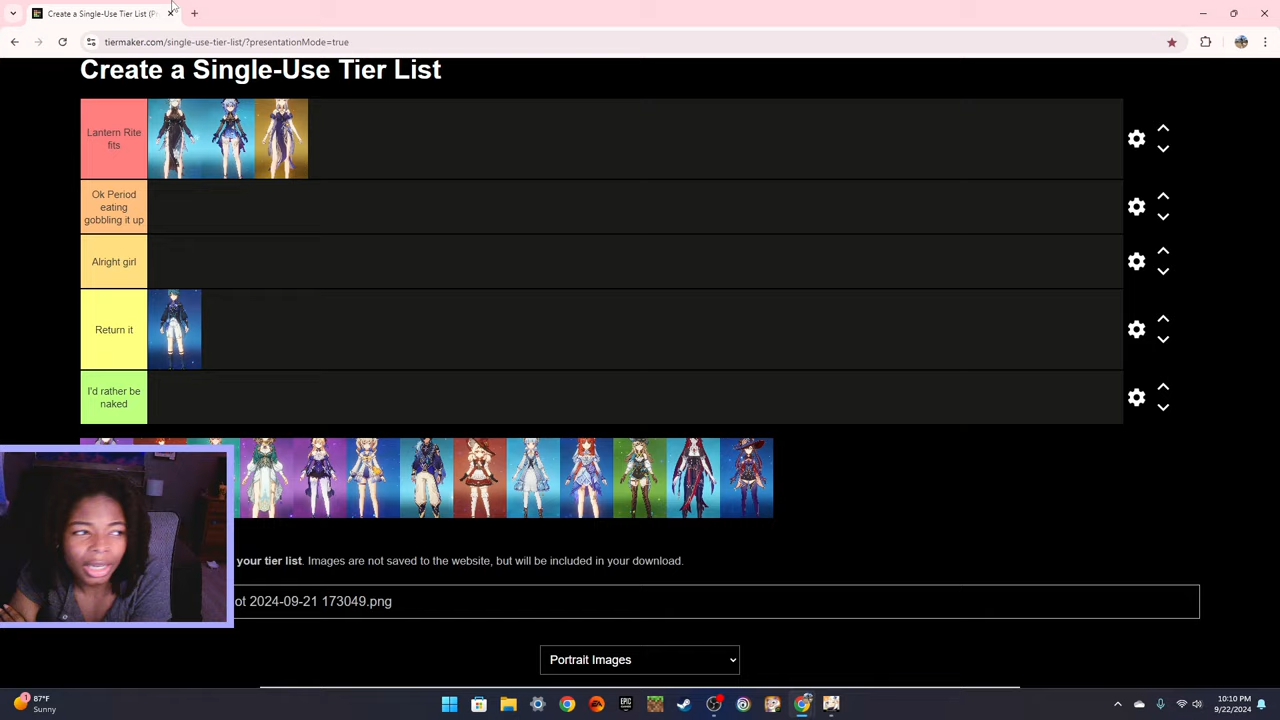 Create a Single-Use Tier List (P
tiermaker.com/single-use-tier-list/?presentationMode=true
Create a Single-Use Tier List
Lantern Rite
fits
Ok Period
eating
gobbling it up
Alright girl
Return it
I'd rather be
naked
your tier list. Images are not saved to the website, but will be included in your download.
ot 2024-09-21 173049.png
Portrait Images
1
87°F
Sunny
EPIC
10:10 PM
9/22/2024